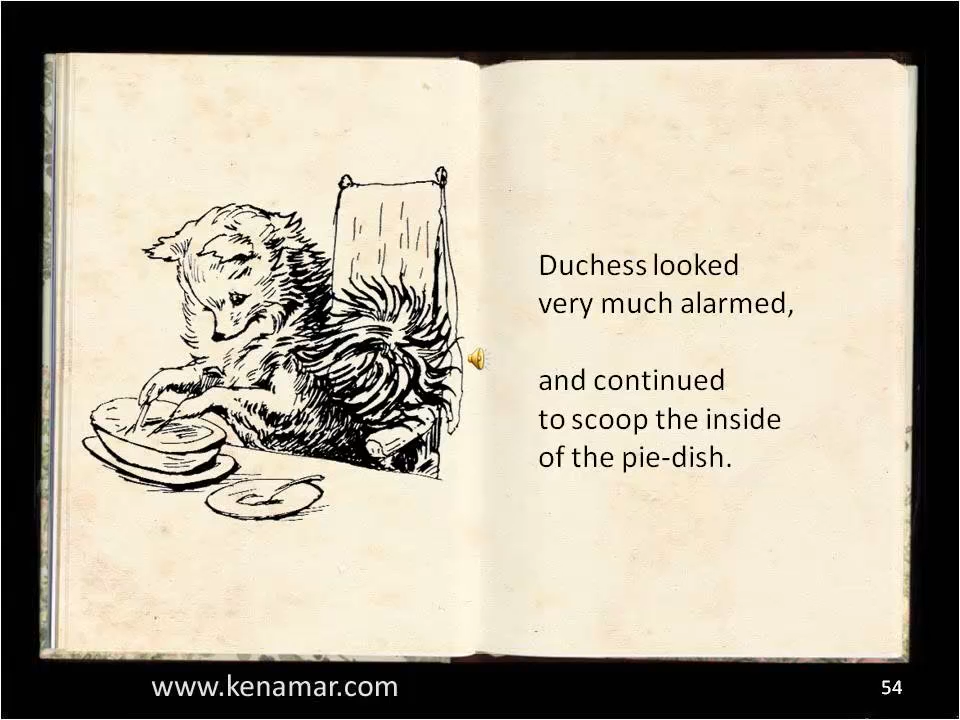 Duchess looked
very much alarmed,
and continued
to scoop the inside
of the pie-dish.
www.kenamar.com
54